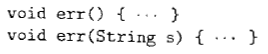 void err() { ··· }
void err(String s) { ··· }